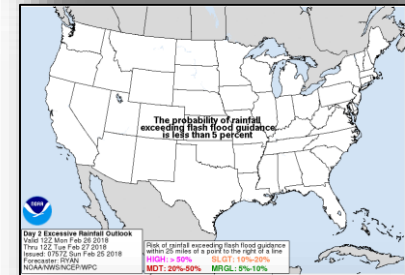 The probability of rainfall
exceeding flash flood guidance
is less than 5 percent
NOAA
Day 2 Excessive Rainfall Outlook
Valid 12Z Mon Feb 26 2018
Thru 12Z Tue Feb 27 2018
Issued: 0757Z Sun Feb 25 2018
Forecaster: RYAN
NOAA/NWS/NCEP/WPC
Risk of rainfall exceeding flash flood guidance
within 25 miles of a point to the right of a line
HIGH: > 50% SLGT: 10%-20%
MDT: 20%-50% MRGL: 5%-10%